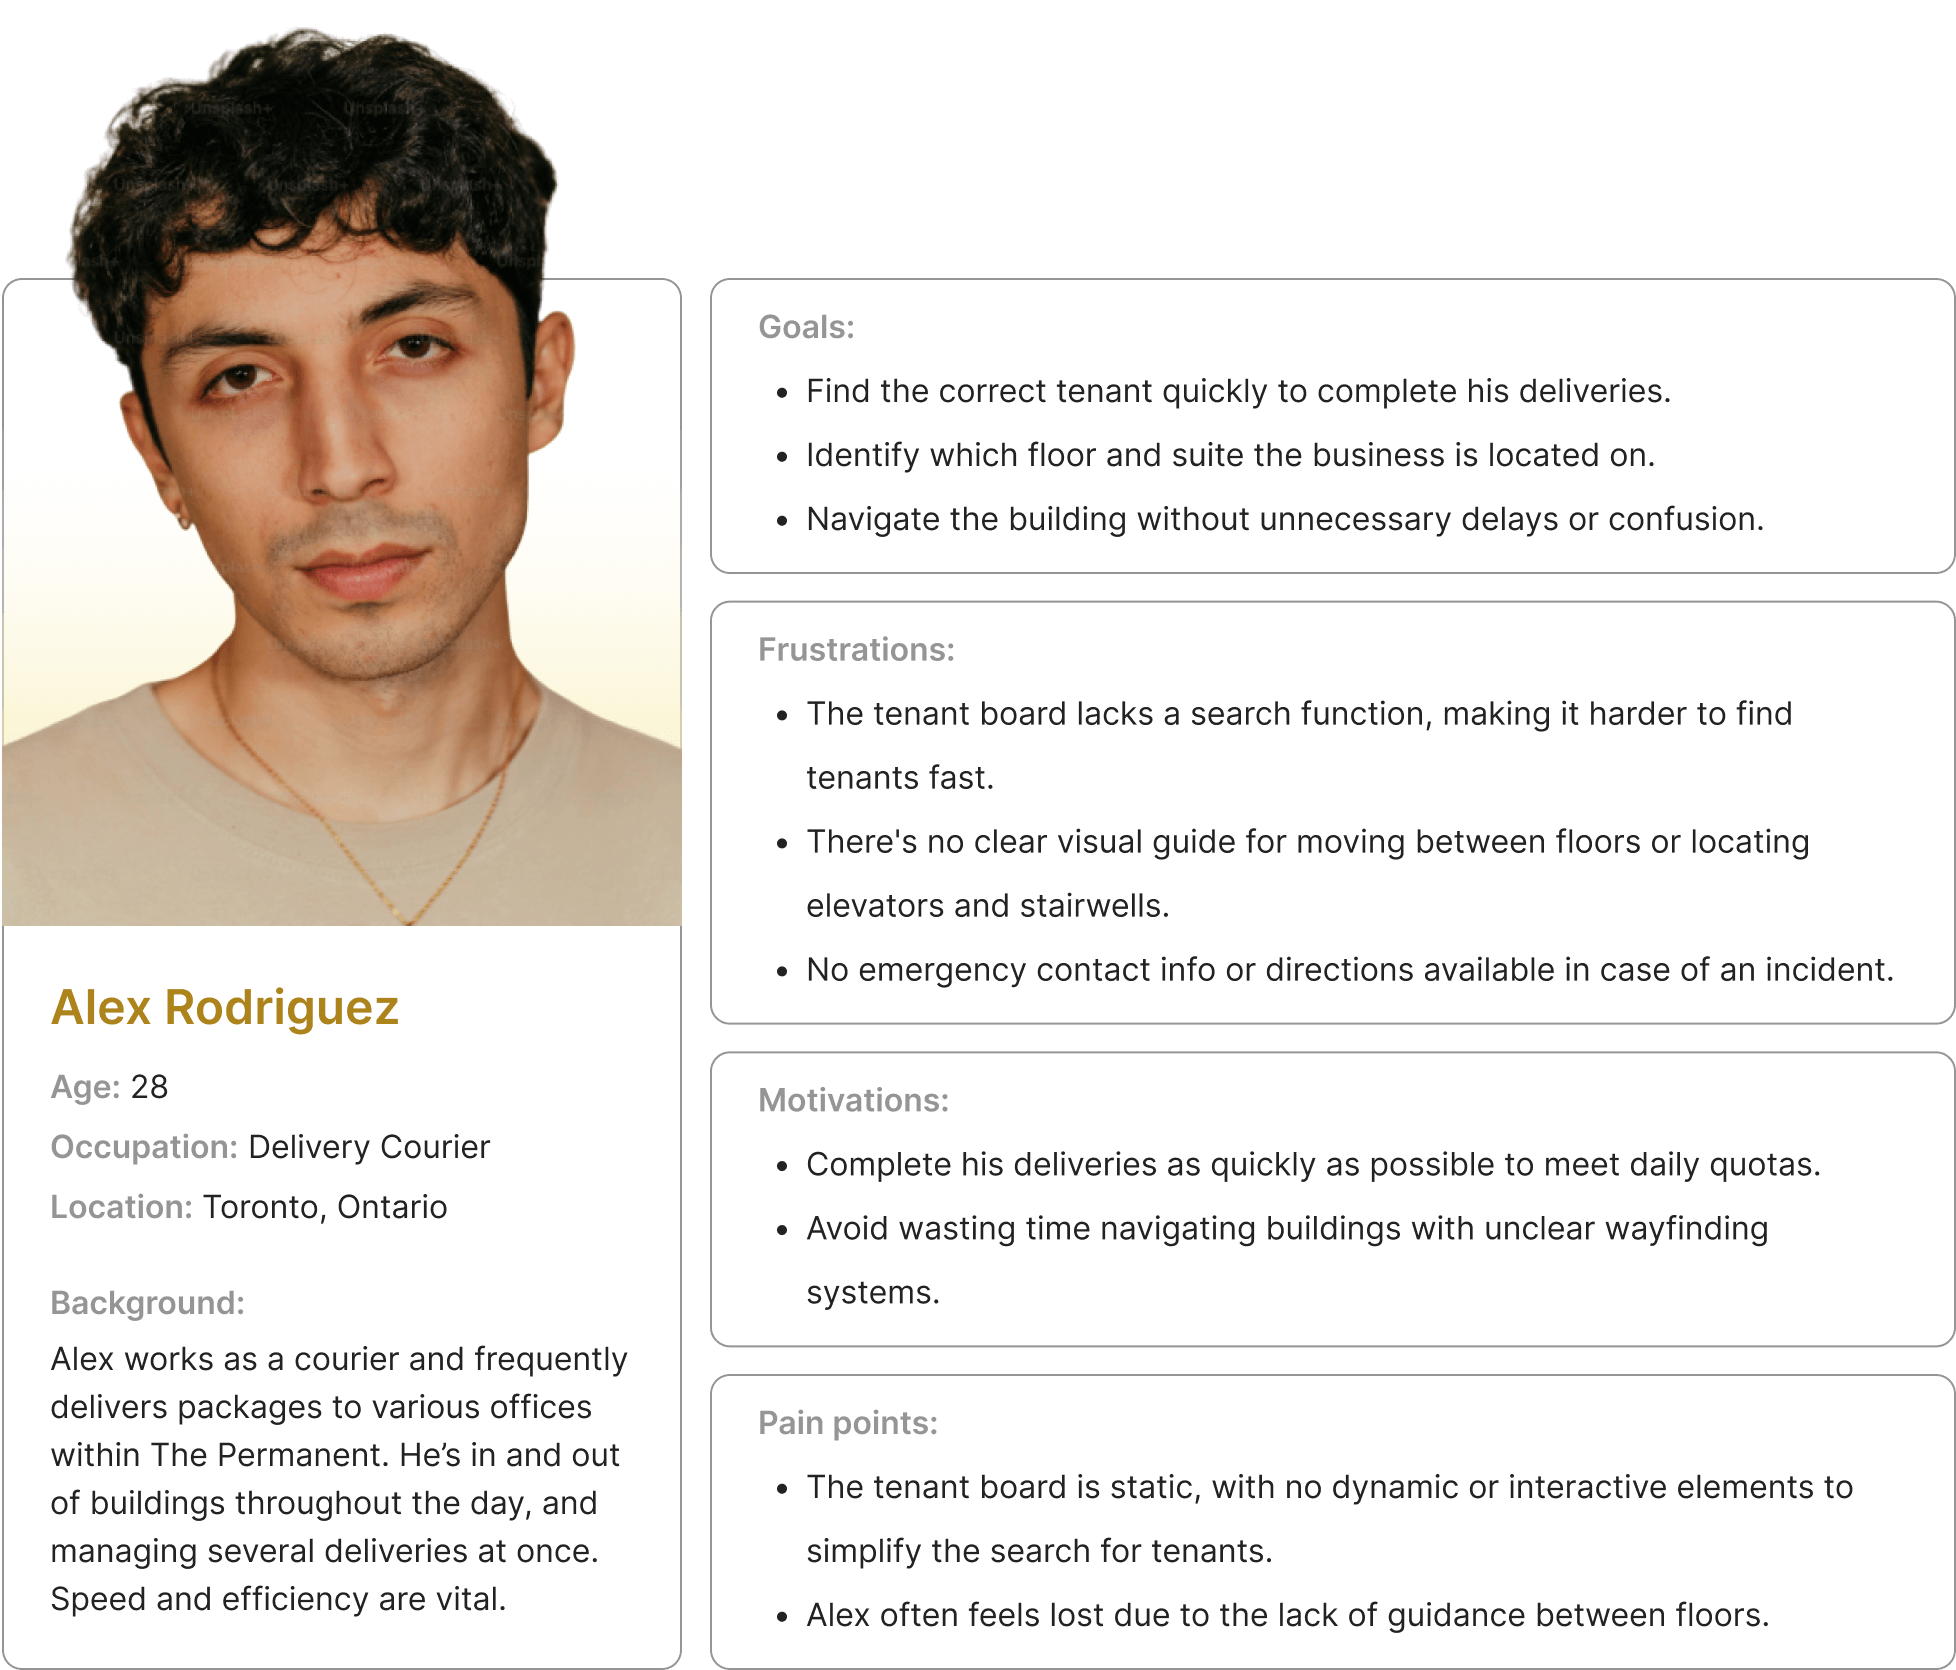 Unsplash+
Unsplash+
Unsplash+
Unsplash+
Unsplash+
Alex Rodriguez
Age: 28
Occupation: Delivery Courier
Location: Toronto, Ontario
Background:
Alex works as a courier and frequently
delivers packages to various offices
within The Permanent. He’s in and out
of buildings throughout the day, and
managing several deliveries at once.
Speed and efficiency are vital.
Goals:
• Find the correct tenant quickly to complete his deliveries.
• Identify which floor and suite the business is located on.
• Navigate the building without unnecessary delays or confusion.
Frustrations:
• The tenant board lacks a search function, making it harder to find
tenants fast.
• There's no clear visual guide for moving between floors or locating
elevators and stairwells.
• No emergency contact info or directions available in case of an incident.
Motivations:
• Complete his deliveries as quickly as possible to meet daily quotas.
• Avoid wasting time navigating buildings with unclear wayfinding
systems.
Pain points:
• The tenant board is static, with no dynamic or interactive elements to
simplify the search for tenants.
• Alex often feels lost due to the lack of guidance between floors.